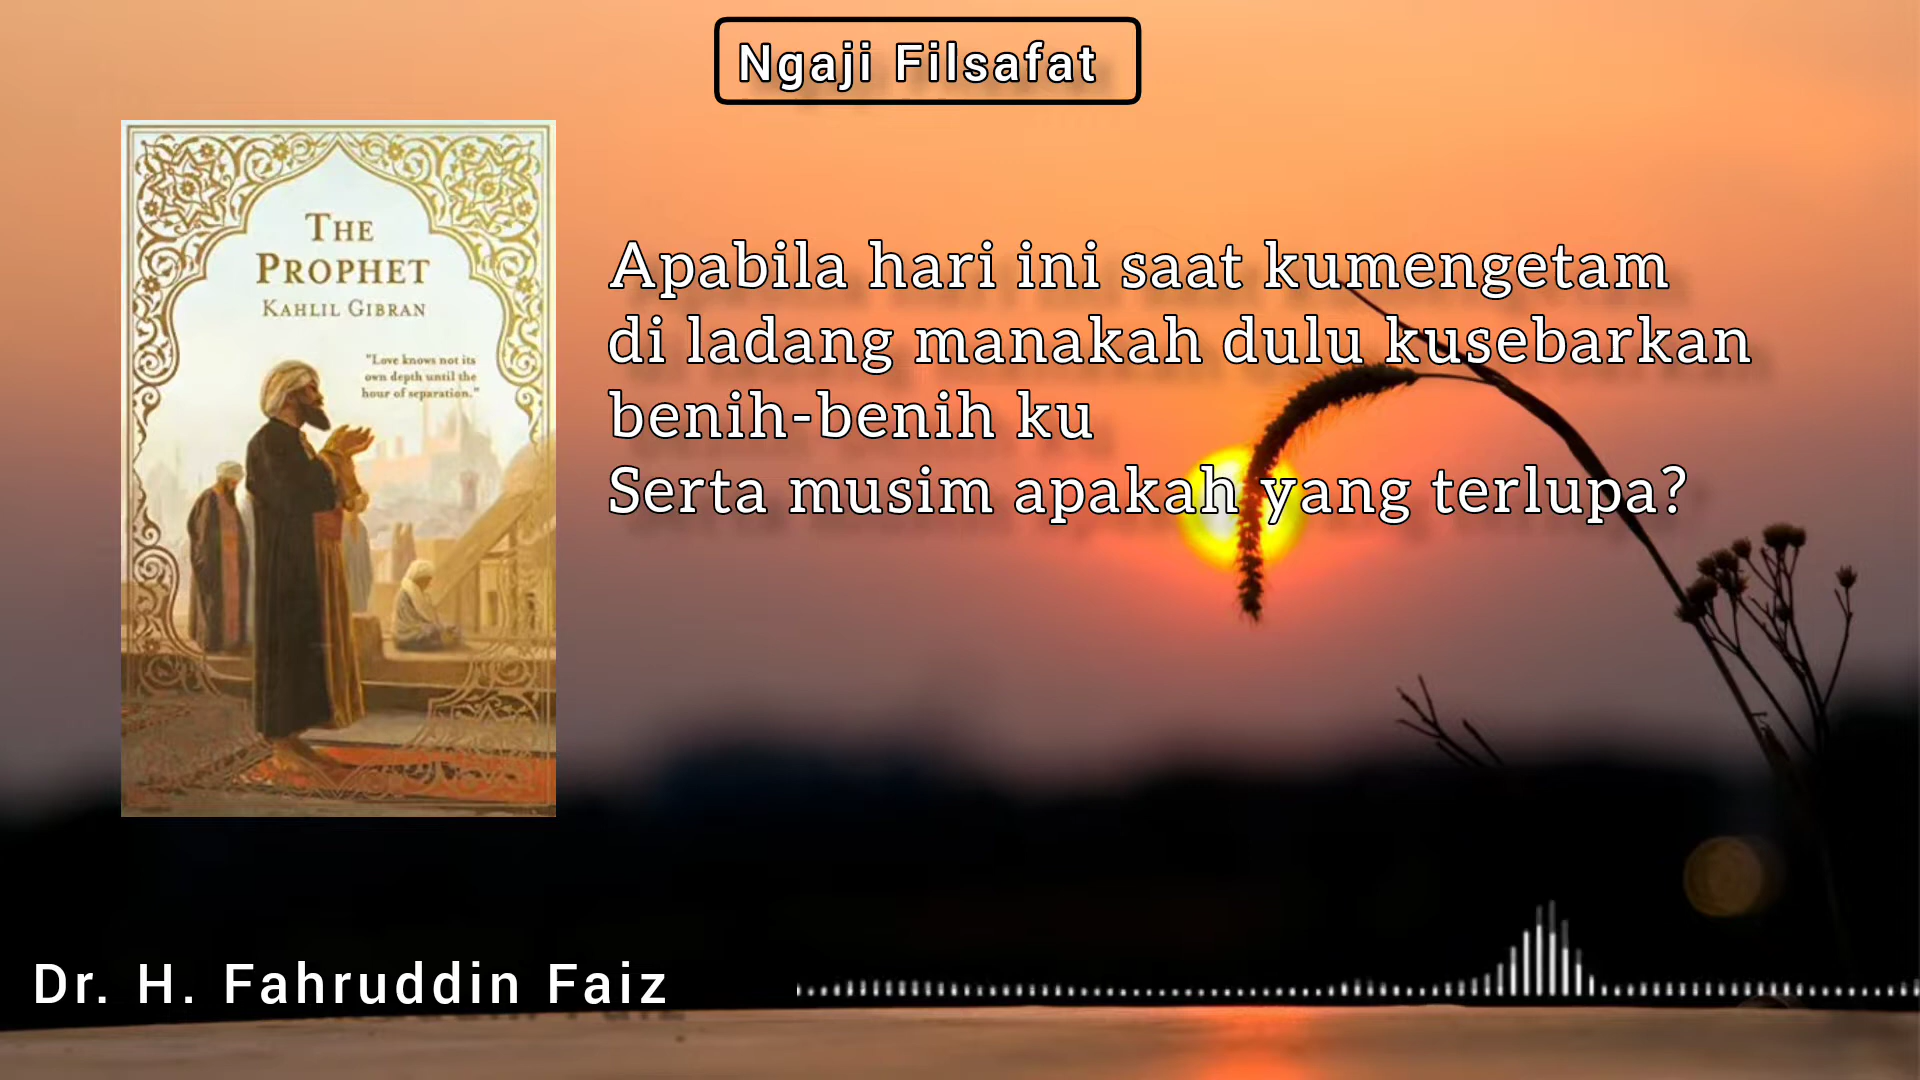 Ngaji Filsafat
THE
PROPHET
KAHLIL GIBRAN
"Love knows not its
own depth until the
hour of separation."
Apabila hari ini saat kumengetam
di ladang manakah dulu kusebarkan
benih-benih ku
Serta musim apakah yang terlupa?
Dr. H. Fahruddin Faiz